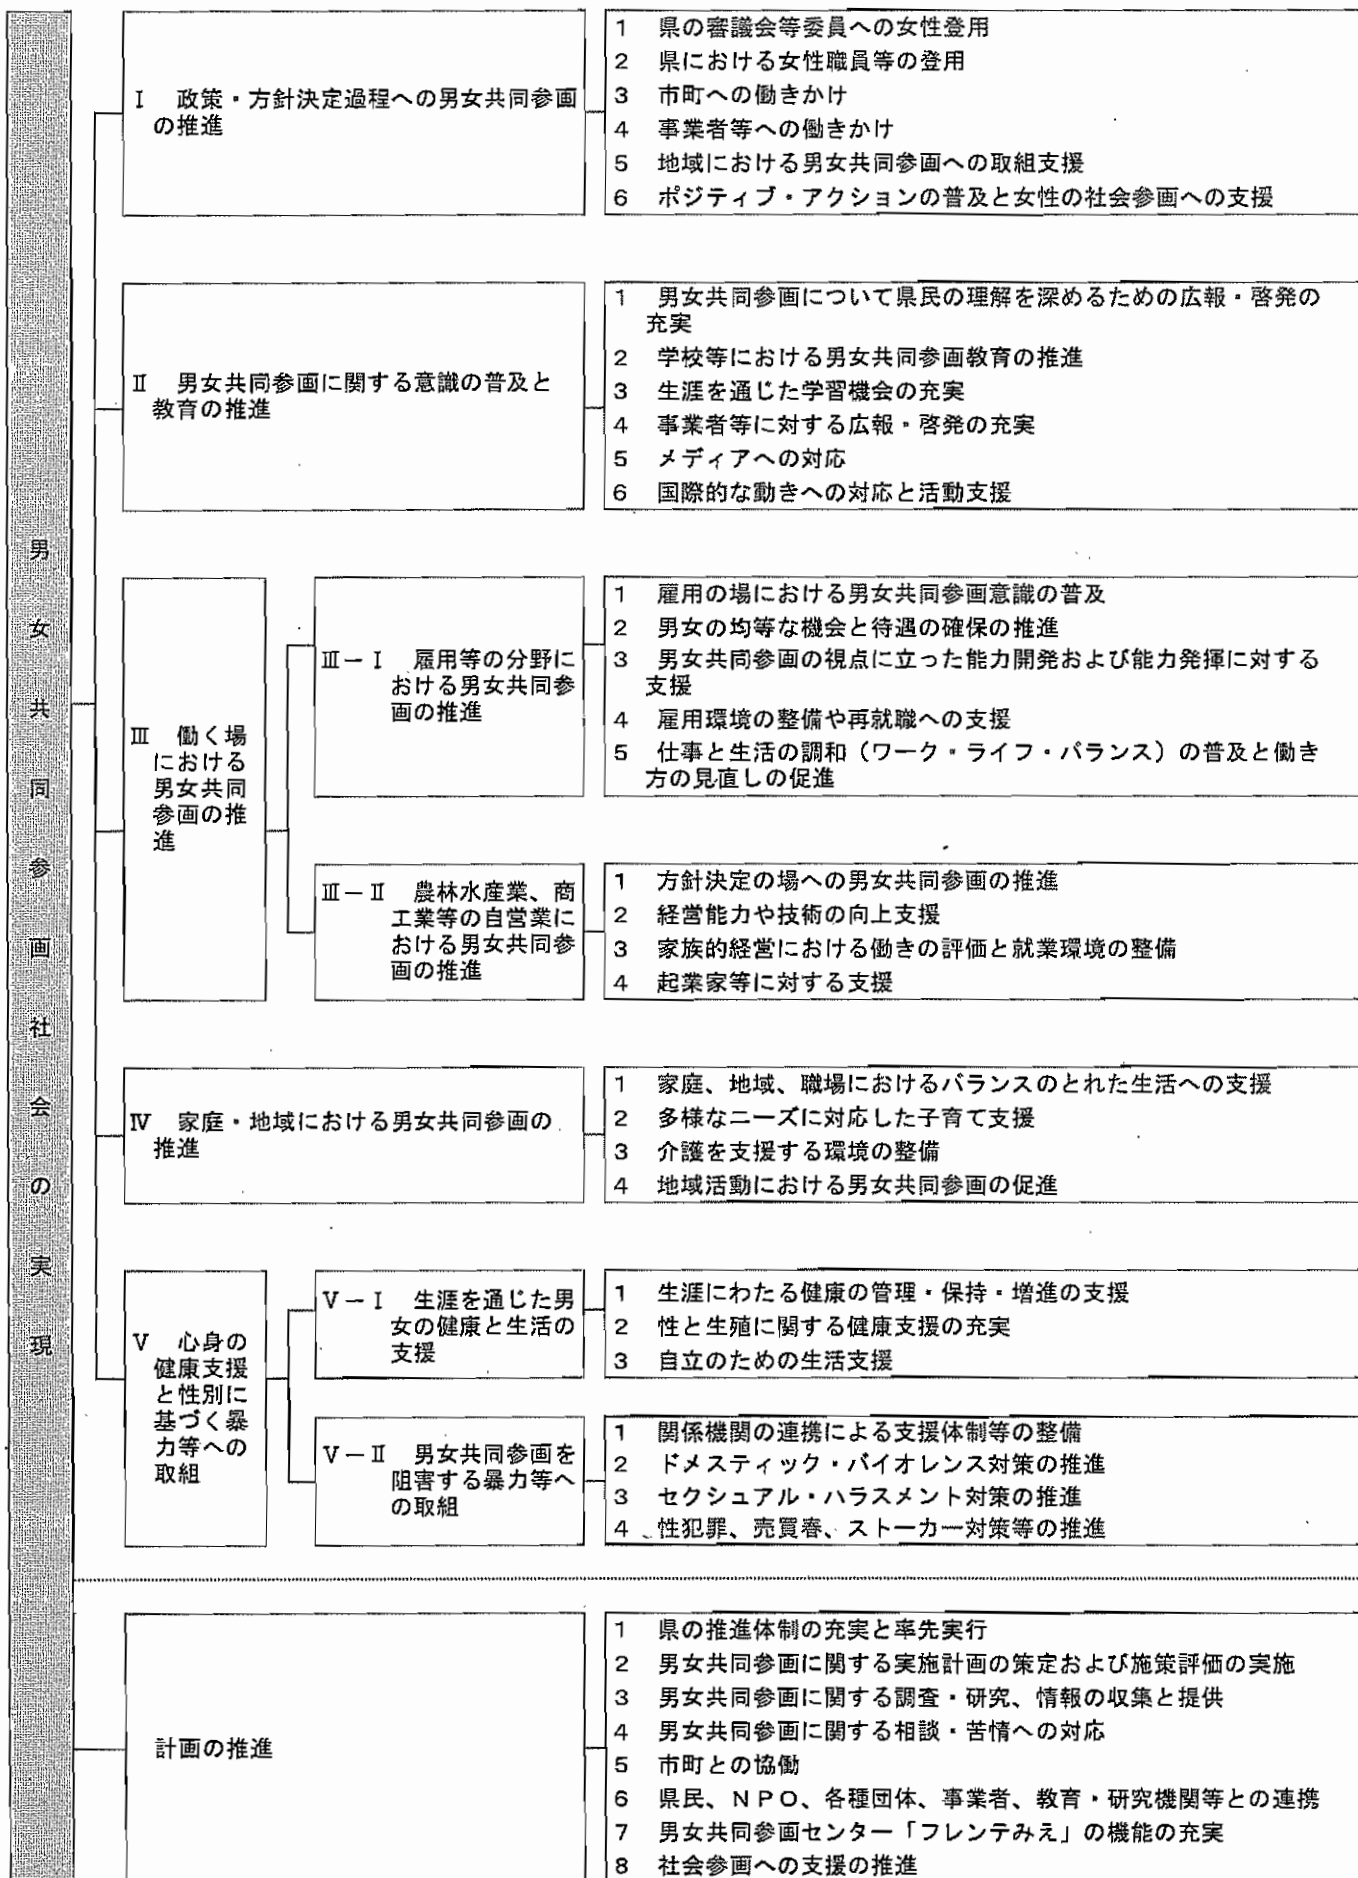 男女共同参画社会の実現
Ⅰ 政策・方針決定過程への男女共同参画
の推進
1 県の審議会等委員への女性登用
2 県における女性職員等の登用
3 市町への働きかけ
4 事業者等への働きかけ
5 地域における男女共同参画への取組支援
6 ポジティブ・アクションの普及と女性の社会参画への支援
Ⅱ 男女共同参画に関する意識の普及と
教育の推進
1 男女共同参画について県民の理解を深めるための広報・啓発の
充実
2 学校等における男女共同参画教育の推進
3 生涯を通じた学習機会の充実
4 事業者等に対する広報・啓発の充実
5 メディアへの対応
6 国際的な動きへの対応と活動支援
Ⅲ 働く場
における
男女共同
参画の推
進
Ⅲ－Ⅰ 雇用等の分野に
おける男女共同参
画の推進
1 雇用の場における男女共同参画意識の普及
2 男女の均等な機会と待遇の確保の推進
3 男女共同参画の視点に立った能力開発および能力発揮に対する
支援
4 雇用環境の整備や再就職への支援
5 仕事と生活の調和（ワーク・ライフ・バランス）の普及と働き
方の見直しの促進
Ⅲ－Ⅱ 農林水産業、商
工業等の自営業に
おける男女共同参
画の推進
1 方針決定の場への男女共同参画の推進
2 経営能力や技術の向上支援
3 家族的経営における働きの評価と就業環境の整備
4 起業家等に対する支援
Ⅳ 家庭・地域における男女共同参画の
推進
1 家庭、地域、職場におけるバランスのとれた生活への支援
2 多様なニーズに対応した子育て支援
3 介護を支援する環境の整備
4 地域活動における男女共同参画の促進
Ⅴ 心身の
健康支援
と性別に
基づく暴
力等への
取組
Ⅴ－Ⅰ 生涯を通じた男
女の健康と生活の
支援
1 生涯にわたる健康の管理・保持・増進の支援
2 性と生殖に関する健康支援の充実
3 自立のための生活支援
Ⅴ－Ⅱ 男女共同参画を
阻害する暴力等へ
の取組
1 関係機関の連携による支援体制等の整備
2 ドメスティック・バイオレンス対策の推進
3 セクシュアル・ハラスメント対策の推進
4 性犯罪、売買春、ストーカー対策等の推進
計画の推進
1 県の推進体制の充実と率先実行
2 男女共同参画に関する実施計画の策定および施策評価の実施
3 男女共同参画に関する調査・研究、情報の収集と提供
4 男女共同参画に関する相談・苦情への対応
5 市町との協働
6 県民、ＮＰＯ、各種団体、事業者、教育・研究機関等との連携
7 男女共同参画センター「フレンテみえ」の機能の充実
8 社会参画への支援の推進